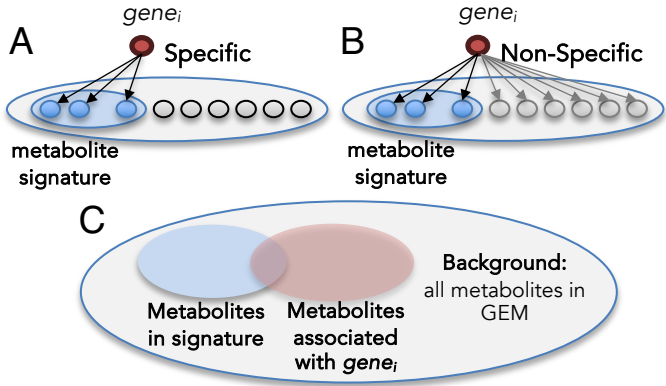 A
gene_i
Specific
metabolite
signature
B
gene_i
Non-Specific
metabolite
signature
C
Metabolites
in signature
Metabolites
associated
with gene_i
Background:
all metabolites in
GEM